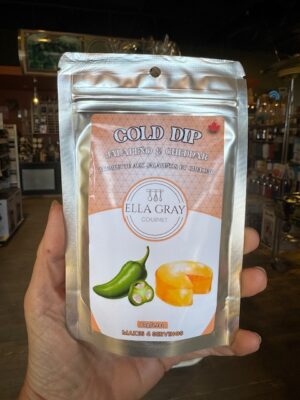 COLD DIP
JALAPENO & CHEDDAR
ELLA GRAY
GOURMET
MAKES 4 SERVINGS